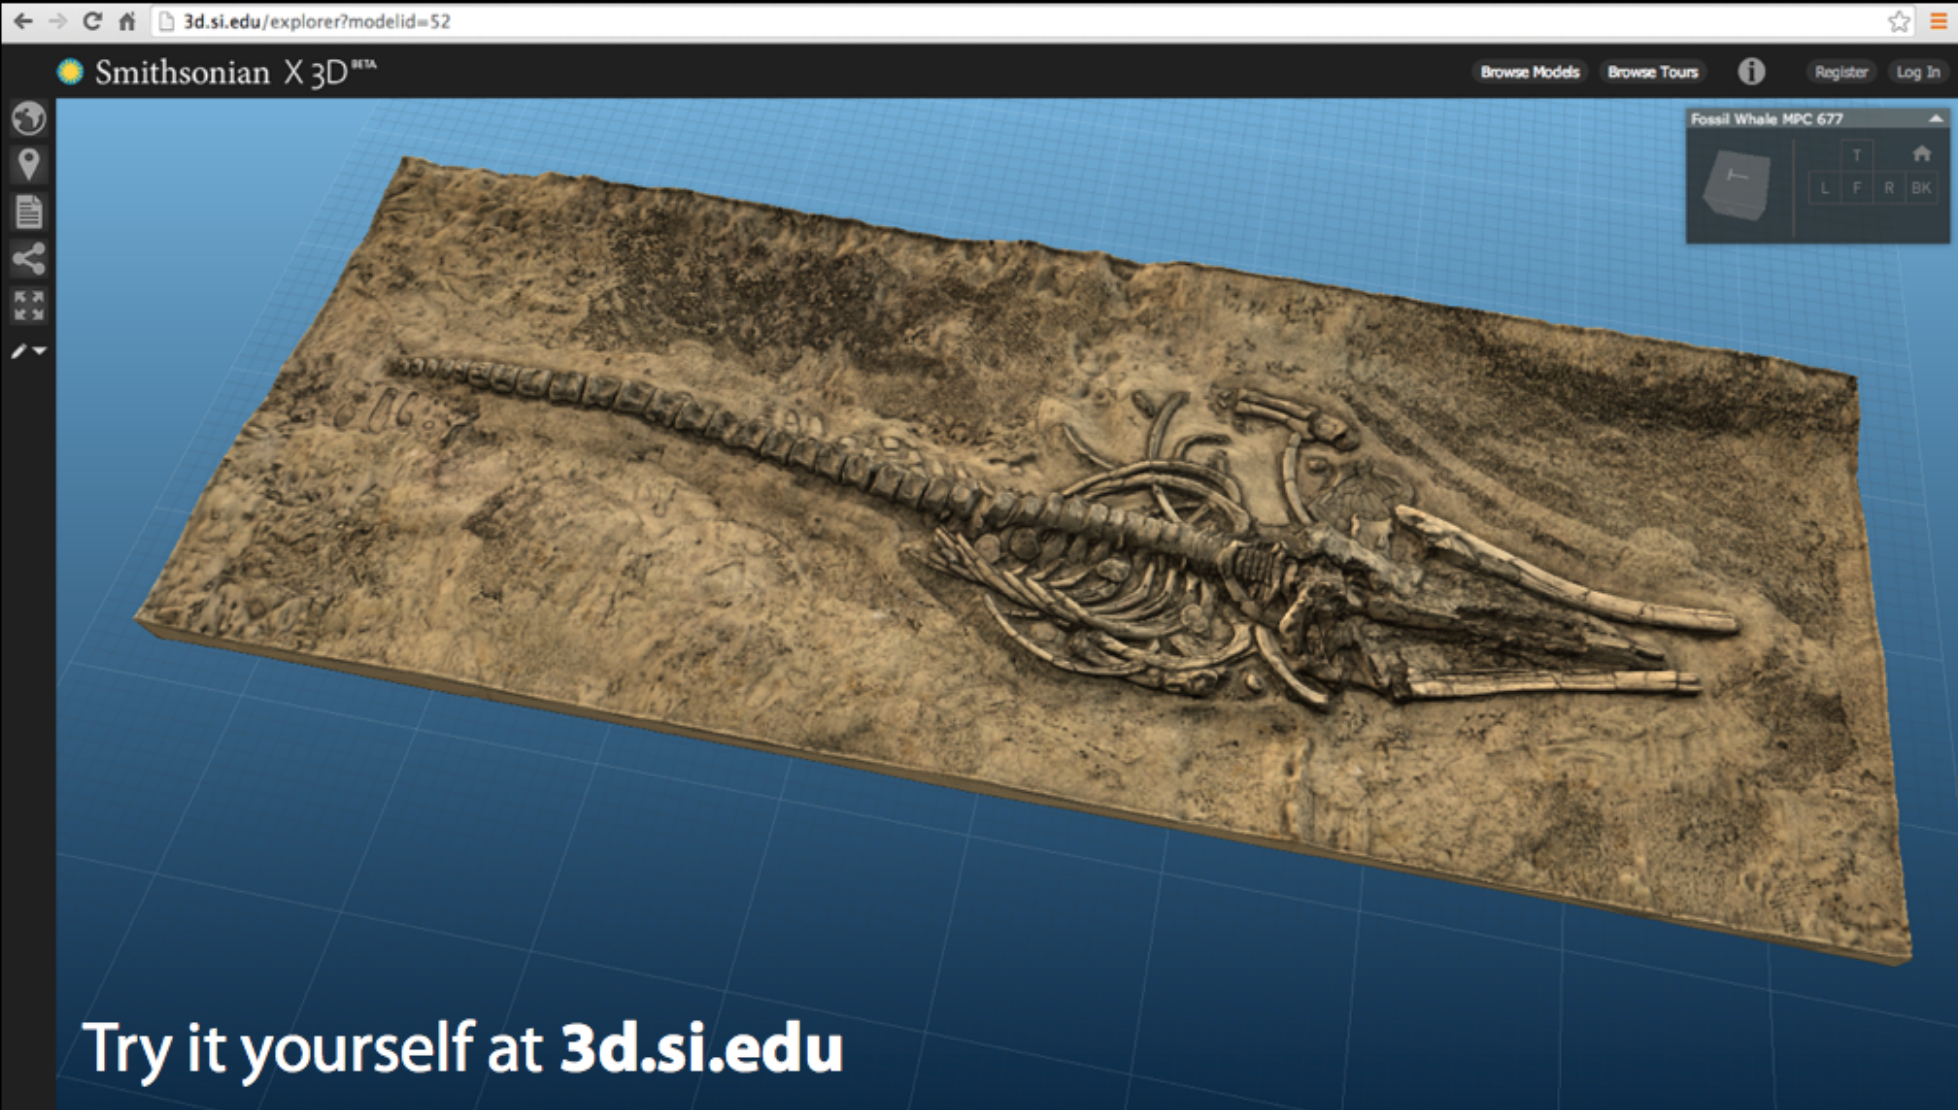 3d.si.edu/explorer?modelid=52
Smithsonian X 3D BETA
Browse Models Browse Tours i Register Log In
Fossil Whale MPC 677
T
T
L F R BK
Try it yourself at 3d.si.edu